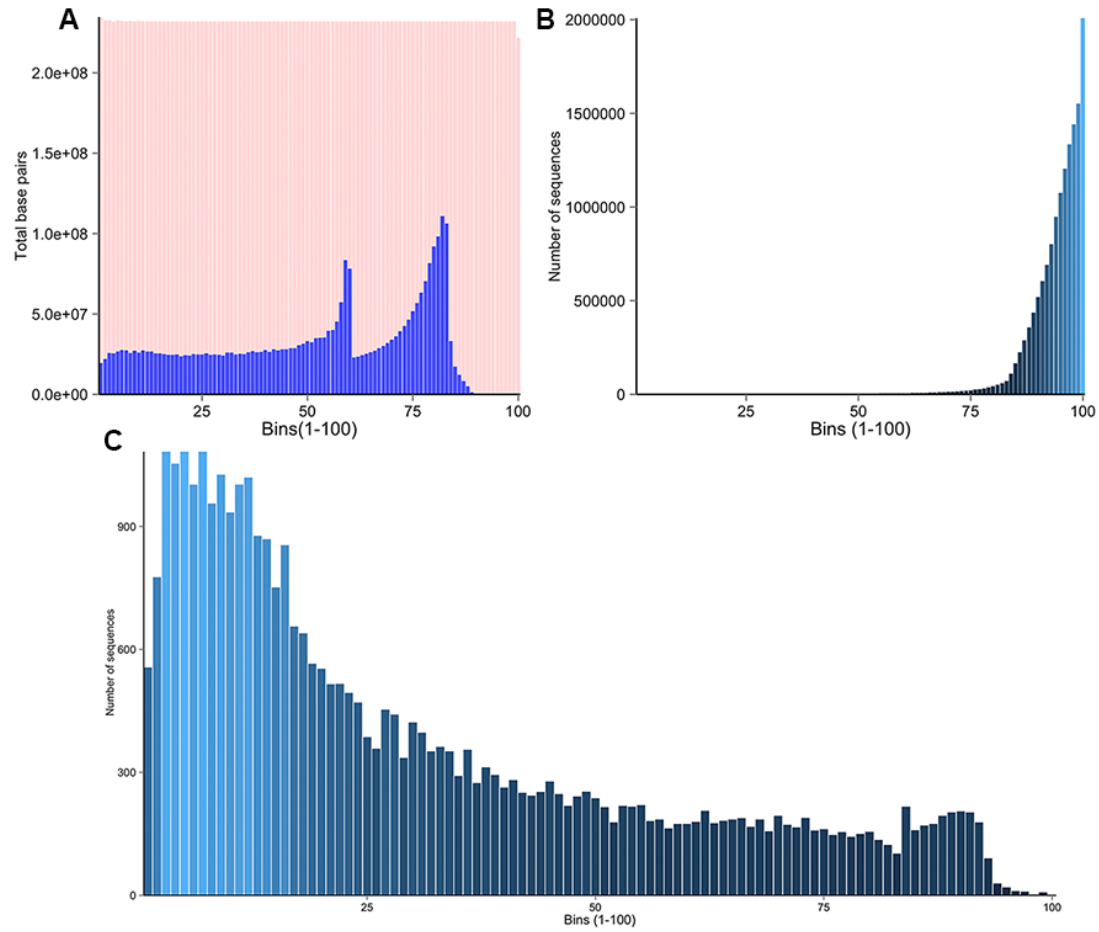 A
Total base pairs
2.0e+08
1.5e+08
1.0e+08
5.0e+07
0.0e+00
25
50
75
100
Bins(1-100)
B
Number of sequences
2000000
1500000
1000000
500000
0
25
50
75
100
Bins (1-100)
C
Number of sequences
900
600
300
0
25
50
75
100
Bins (1-100)